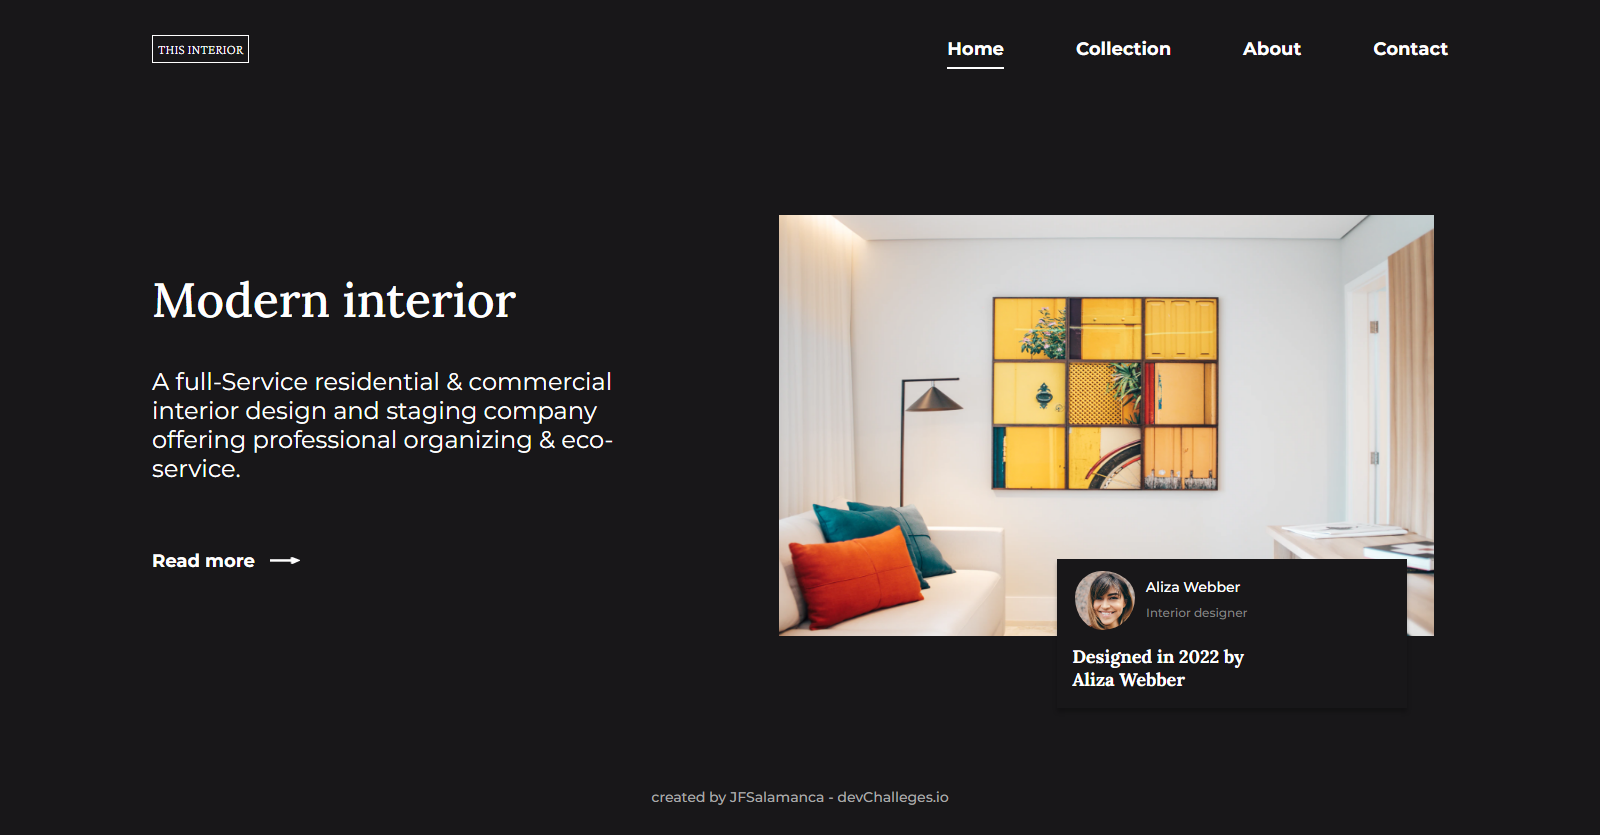 THIS INTERIOR
Home
Collection
About
Contact
Modern interior
A full-Service residential & commercial
interior design and staging company
offering professional organizing & eco-
service.
Read more
Aliza Webber
Interior designer
Designed in 2022 by
Aliza Webber
created by JFSalamanca - devChalleges.io